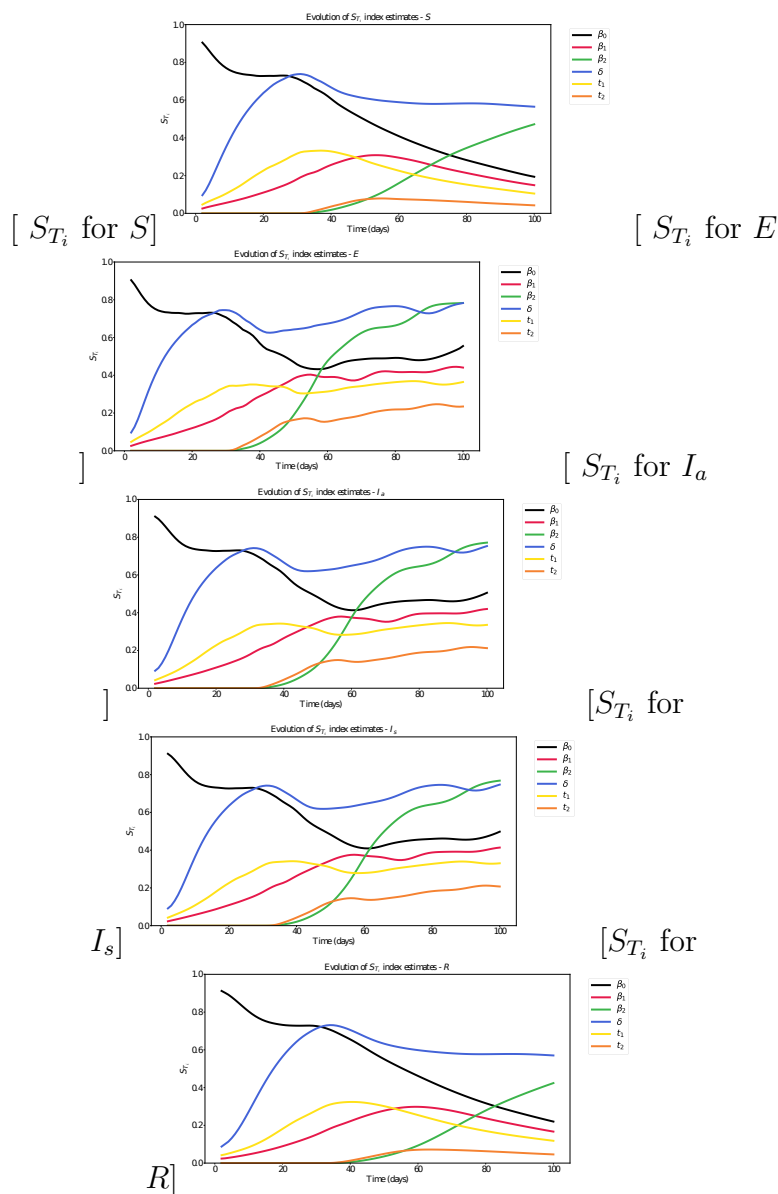 Evolution of S_{T_i} index estimates - S
1.0
0.8
0.6
0.4
0.2
0.0
S_{T_i}
0 20 40 60 80 100
Time (days)
β_0
β_1
β_2
δ
t_1
t_2
[ S_{T_i} for S] [ S_{T_i} for E
Evolution of S_{T_i} index estimates - E
1.0
0.8
0.6
0.4
0.2
0.0
S_{T_i}
0 20 40 60 80 100
Time (days)
β_0
β_1
β_2
δ
t_1
t_2
] [ S_{T_i} for I_a
Evolution of S_{T_i} index estimates - I_a
1.0
0.8
0.6
0.4
0.2
0.0
S_{T_i}
0 20 40 60 80 100
Time (days)
β_0
β_1
β_2
δ
t_1
t_2
] [S_{T_i} for
Evolution of S_{T_i} index estimates - I_s
1.0
0.8
0.6
0.4
0.2
0.0
S_{T_i}
0 20 40 60 80 100
Time (days)
β_0
β_1
β_2
δ
t_1
t_2
I_s] [S_{T_i} for
Evolution of S_{T_i} index estimates - R
1.0
0.8
0.6
0.4
0.2
0.0
S_{T_i}
0 20 40 60 80 100
Time (days)
β_0
β_1
β_2
δ
t_1
t_2
R]